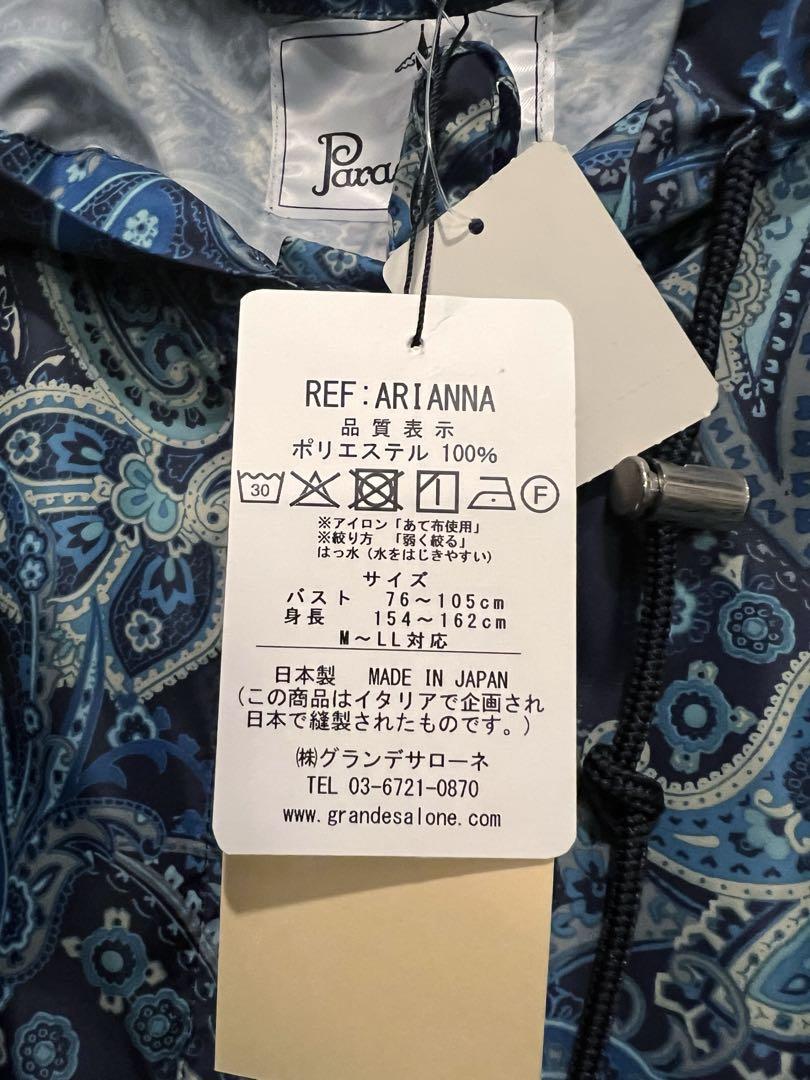 REF:ARIANNA
品質表示
ポリエステル 100%
30
F
※アイロン「あて布使用」
※絞り方 「弱く絞る」
はっ水（水をはじきやすい）
サイズ
バスト 76～105cm
身長 154～162cm
M～LL対応
日本製 MADE IN JAPAN
（この商品はイタリアで企画され
日本で縫製されたものです。）
㈱グランデサローネ
TEL 03-6721-0870
www.grandesalone.com